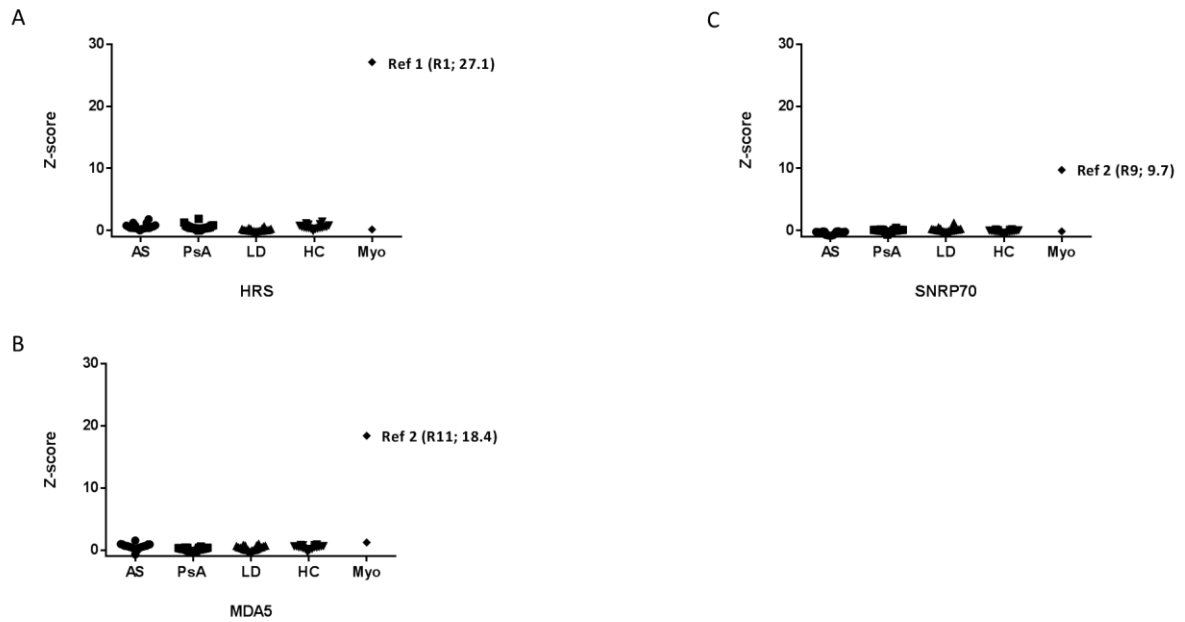 A
Z-score
30
20
10
0
Ref 1 (R1; 27.1)
AS PsA LD HC Myo
HRS
C
Z-score
30
20
10
0
Ref 2 (R9; 9.7)
AS PsA LD HC Myo
SNRP70
B
Z-score
30
20
10
0
Ref 2 (R11; 18.4)
AS PsA LD HC Myo
MDA5